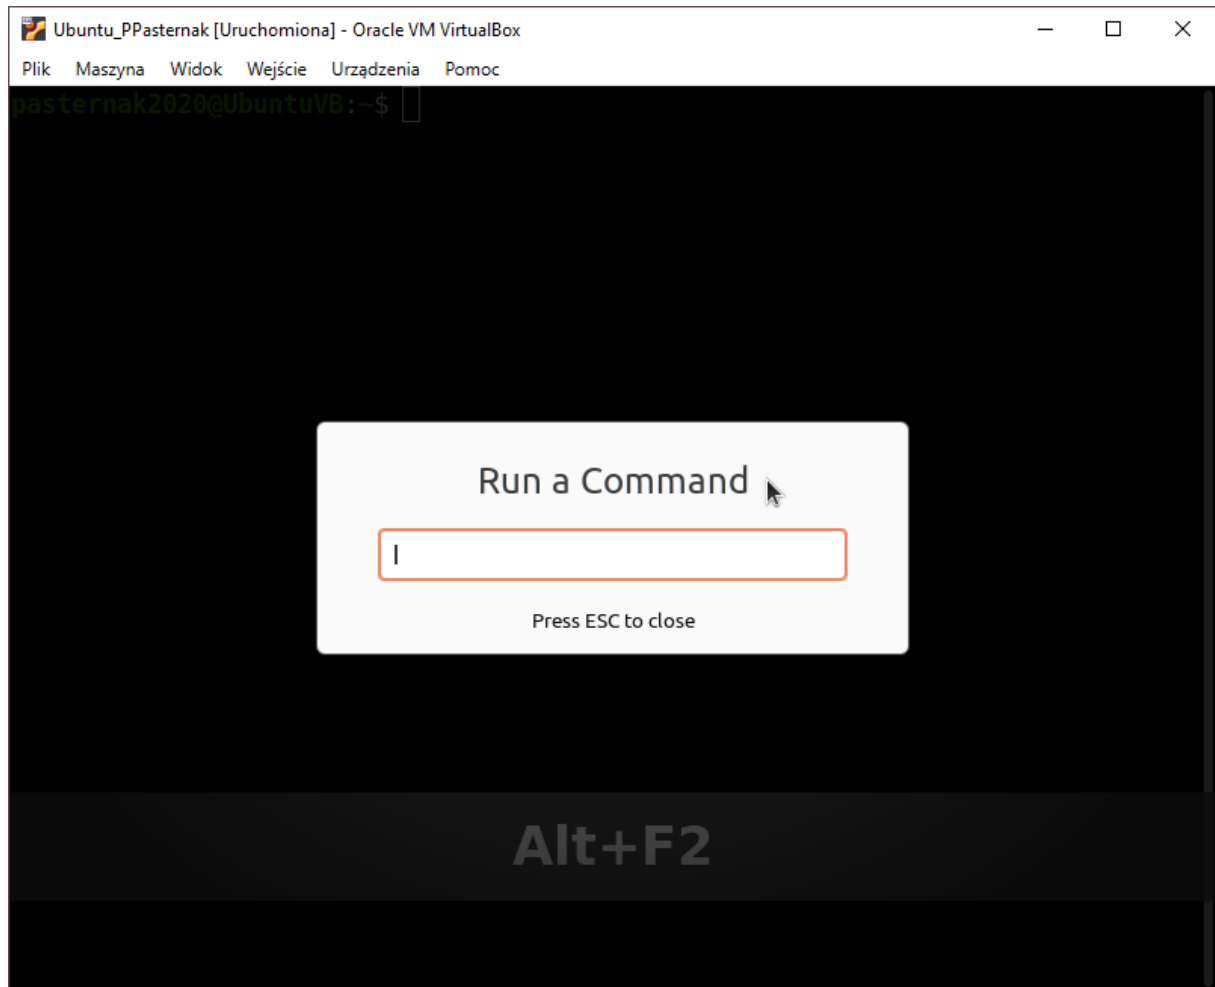 Ubuntu_PPasternak [Uruchomiona] - Oracle VM VirtualBox
Plik Maszyna Widok Wejście Urządzenia Pomoc
pasternak2020@UbuntuVB:~$
Run a Command
Press ESC to close
Alt+F2